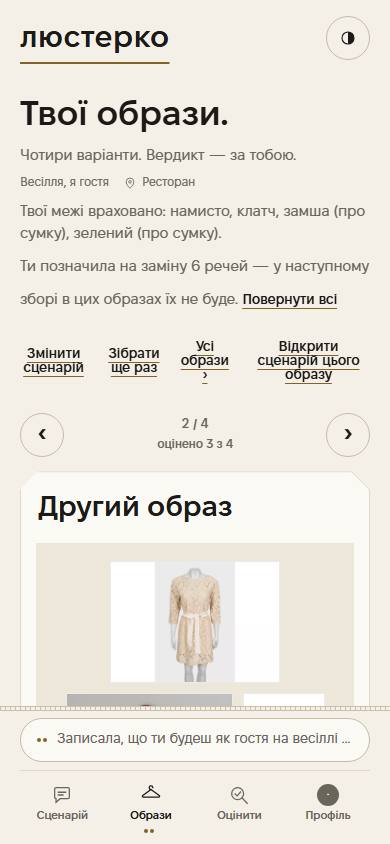 люстерко
Твої образи.
Чотири варіанти. Вердикт — за тобою.
Весілля, я гостя Ресторан
Твої межі враховано: намисто, клатч, замша (про
сумку), зелений (про сумку).
Ти позначила на заміну 6 речей — у наступному
зборі в цих образах їх не буде. Повернути всі
Змінити
сценарій
Зібрати
ще раз
Усі
образи
›
Відкрити
сценарій цього
образу
‹
2 / 4
оцінено 3 з 4
›
Другий образ
Записала, що ти будеш як гостя на весіллі ...
Сценарій
Образи
Оцінити
Профіль